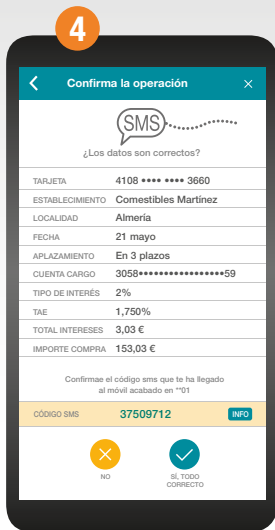 4
Confirma la operación
SMS
¿Los datos son correctos?
TARJETA 4108 •••• •••• 3660
ESTABLECIMIENTO Comestibles Martínez
LOCALIDAD Almería
FECHA 21 mayo
APLAZAMIENTO En 3 plazos
CUENTA CARGO 3058••••••••••••••••••59
TIPO DE INTERÉS 2%
TAE 1,750%
TOTAL INTERESES 3,03 €
IMPORTE COMPRA 153,03 €
Confirmae el código sms que te ha llegado
al móvil acabado en **01
CÓDIGO SMS 37509712 INFO
NO
SÍ, TODO
CORRECTO